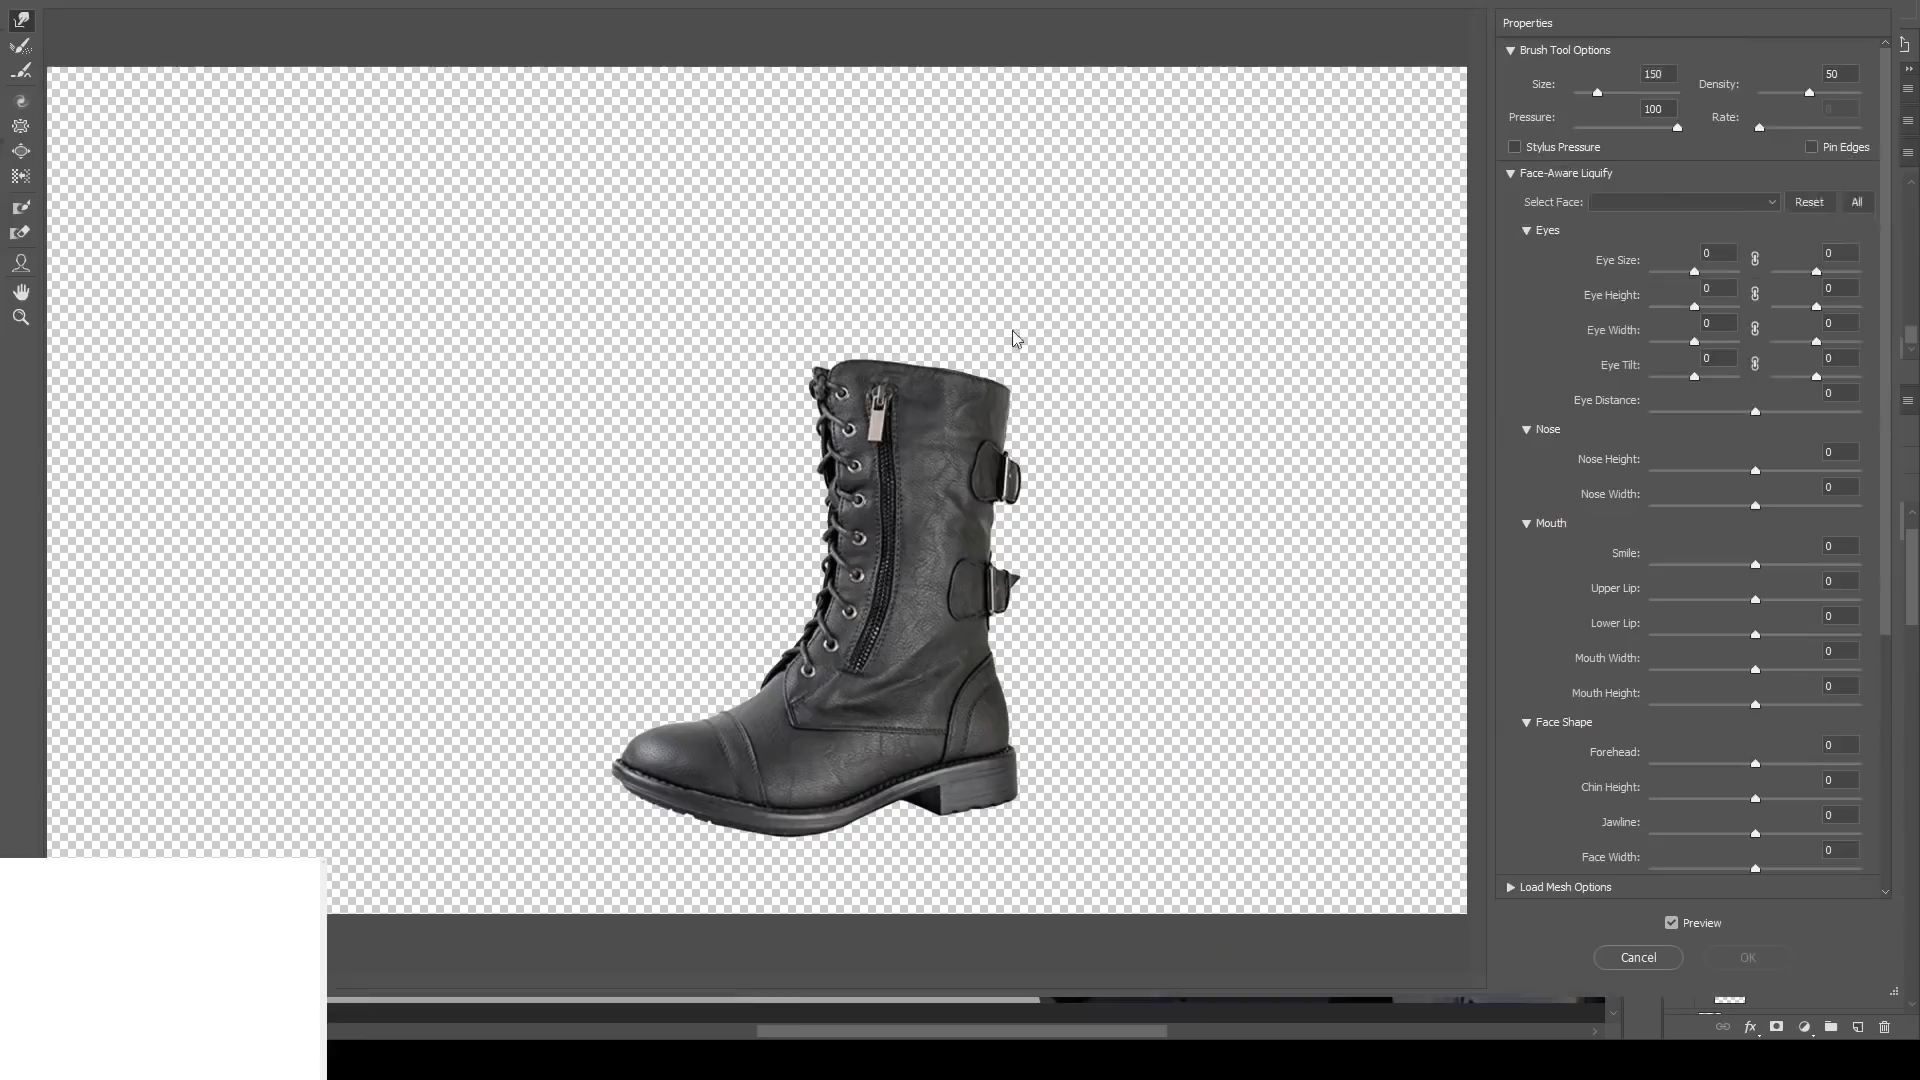 Properties
Brush Tool Options
Size: 150 Density: 50
Pressure: 100 Rate: 0
Stylus Pressure Pin Edges
Face-Aware Liquify
Select Face: Reset All
Eyes
Eye Size: 0 0
Eye Height: 0 0
Eye Width: 0 0
Eye Tilt: 0 0
Eye Distance: 0
Nose
Nose Height: 0
Nose Width: 0
Mouth
Smile: 0
Upper Lip: 0
Lower Lip: 0
Mouth Width: 0
Mouth Height: 0
Face Shape
Forehead: 0
Chin Height: 0
Jawline: 0
Face Width: 0
Load Mesh Options
Preview
Cancel OK
fx